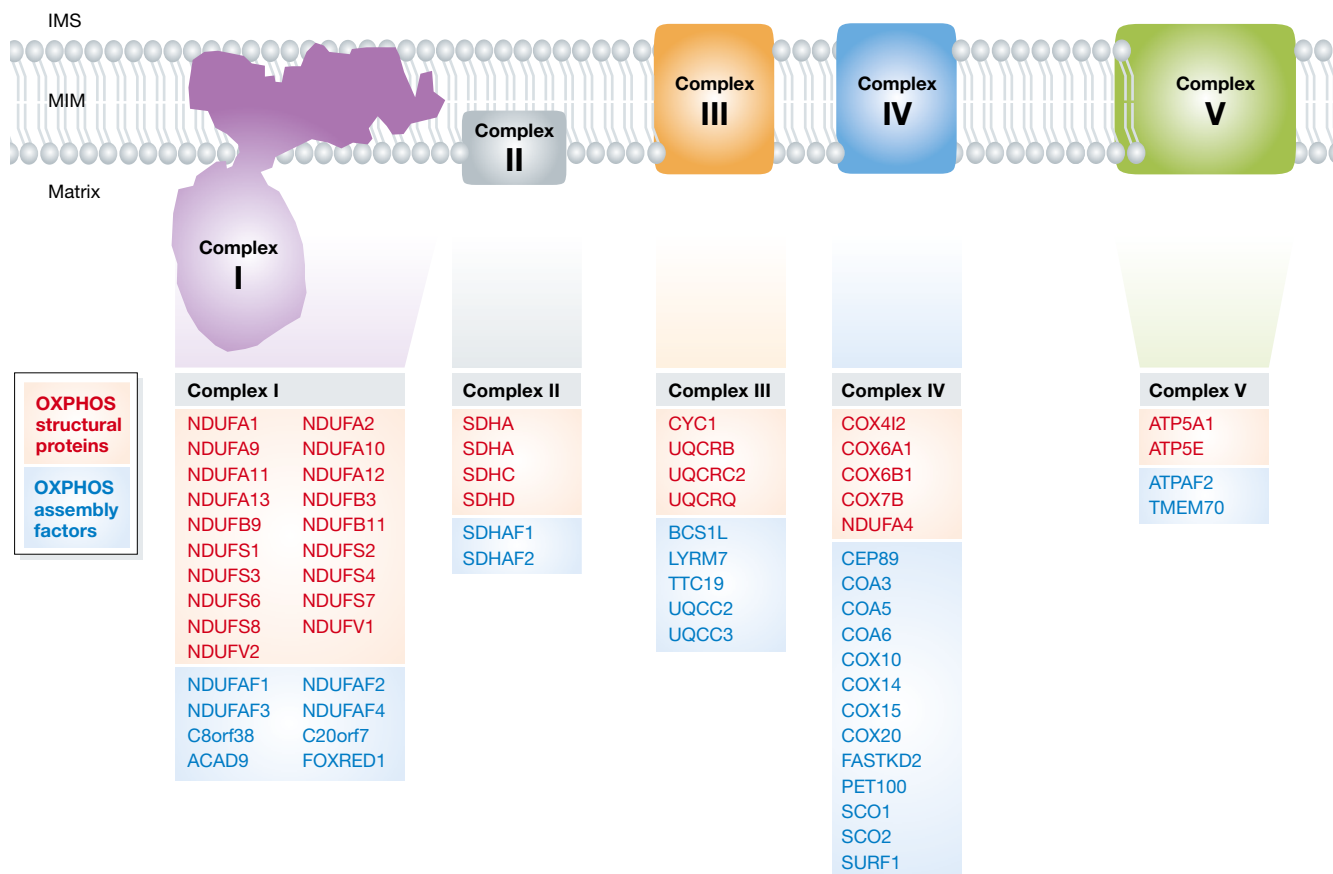 IMS
MIM
Matrix
Complex
I
Complex
II
Complex
III
Complex
IV
Complex
V
OXPHOS
structural
proteins
OXPHOS
assembly
factors
Complex I
NDUFA1 NDUFA2
NDUFA9 NDUFA10
NDUFA11 NDUFA12
NDUFA13 NDUFB3
NDUFB9 NDUFB11
NDUFS1 NDUFS2
NDUFS3 NDUFS4
NDUFS6 NDUFS7
NDUFS8 NDUFV1
NDUFV2
NDUFAF1 NDUFAF2
NDUFAF3 NDUFAF4
C8orf38 C20orf7
ACAD9 FOXRED1
Complex II
SDHA
SDHA
SDHC
SDHD
SDHAF1
SDHAF2
Complex III
CYC1
UQCRB
UQCRC2
UQCRQ
BCS1L
LYRM7
TTC19
UQCC2
UQCC3
Complex IV
COX4I2
COX6A1
COX6B1
COX7B
NDUFA4
CEP89
COA3
COA5
COA6
COX10
COX14
COX15
COX20
FASTKD2
PET100
SCO1
SCO2
SURF1
Complex V
ATP5A1
ATP5E
ATPAF2
TMEM70